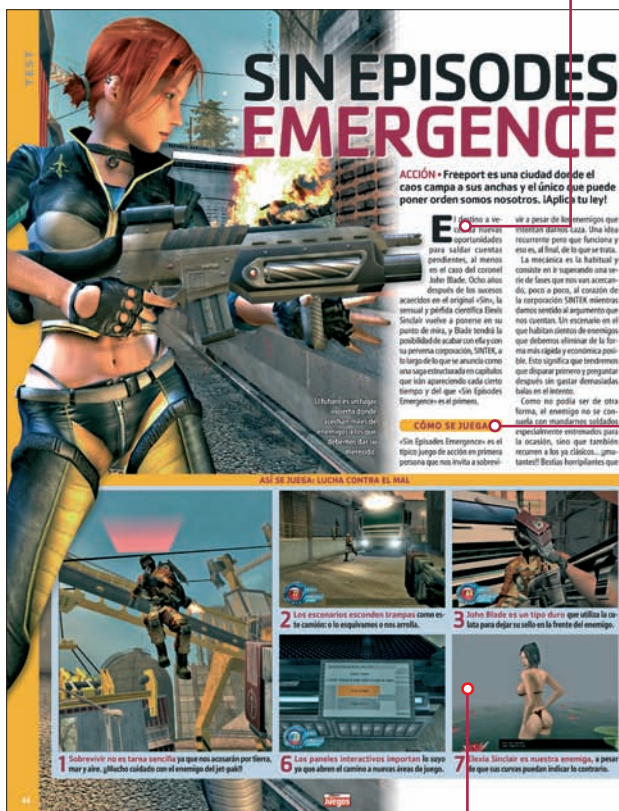 TEST
SIN EPISODES
EMERGENCE
ACCIÓN • Freeport es una ciudad donde el
caos campa a sus anchas y el único que puede
poner orden somos nosotros. ¡Aplica tu ley!
El destino a ve-
nuevas
oportunidades
para saldar cuentas
pendientes, al menos
en el caso del coronel
John Blade. Ocho años
después de los sucesos
acaecidos en el original «Sin», la
sensual y pérfida científica Elexis
Sinclair vuelve a ponerse en su
punto de mira, y Blade tendrá la
posibilidad de acabar con ella y con
su perversa corporación, SINTEK, a
lo largo de lo que se anuncia como
una saga estructurada en capítulos
que irán apareciendo cada cierto
tiempo y del que «Sin Episodes
Emergence» es el primero.
CÓMO SE JUEGA
«Sin Episodes Emergence» es el
típico juego de acción en primera
persona que nos invita a sobrevi-
vir a pesar de los enemigos que
intentan darnos caza. Una idea
recurrente pero que funciona y
eso es, al final, de lo que se trata.
La mecánica es la habitual y
consiste en ir superando una se-
rie de fases que nos van acercan-
do, poco a poco, al corazón de
la corporación SINTEK mientras
damos sentido al argumento que
nos cuentan. Un escenario en el
que habitan cientos de enemigos
que debemos eliminar de la for-
ma más rápida y económica posi-
ble. Esto significa que tendremos
que disparar primero y preguntar
después sin gastar demasiadas
balas en el intento.
Como no podía ser de otra
forma, el enemigo no se con-
suela con mandarnos soldados
especialmente entrenados para
la ocasión, sino que también
recurren a los ya clásicos... ¡¡mu-
tantes!! Bestias horripilantes que
El futuro es un lugar
incierto donde
acechan miles de
enemigos a los que
debemos dar su
merecido.
ASÍ SE JUEGA: LUCHA CONTRA EL MAL
1 Sobrevivir no es tarea sencilla ya que nos acosarán por tierra,
mar y aire. ¡¡Mucho cuidado con el enemigo del jet-pak!!
2 Los escenarios esconden trampas como es-
te camión: o lo esquivamos o nos arrolla.
3 John Blade es un tipo duro que utiliza la cu-
lata para dejar su sello en la frente del enemigo.
6 Los paneles interactivos importan lo suyo
ya que abren el camino a nuevas áreas de juego.
7 Elexia Sinclair es nuestra enemiga, a pesar
de que sus curvas puedan indicar lo contrario.
44
Juegos